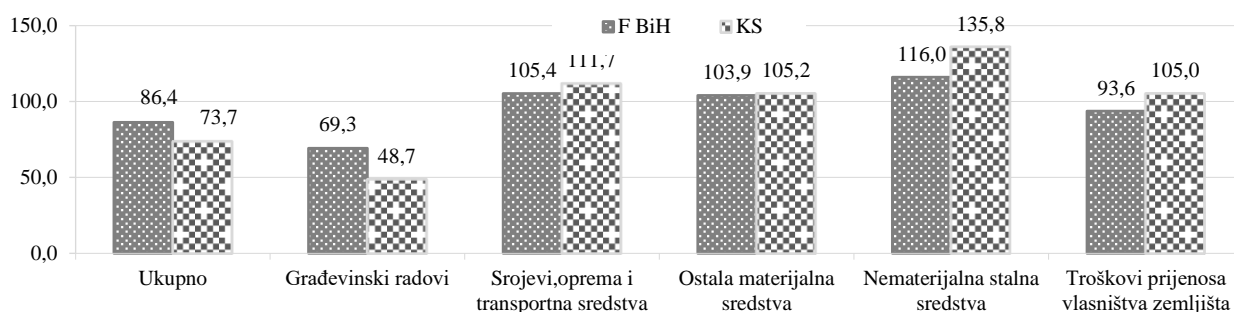 150,0
100,0
50,0
0,0
F BiH
KS
86,4
73,7
69,3
48,7
105,4
111,7
103,9
105,2
116,0
135,8
93,6
105,0
Ukupno
Građevinski radovi
Srojevi,oprema i
transportna sredstva
Ostala materijalna
sredstva
Nematerijalna stalna
sredstva
Troškovi prijenosa
vlasništva zemljišta